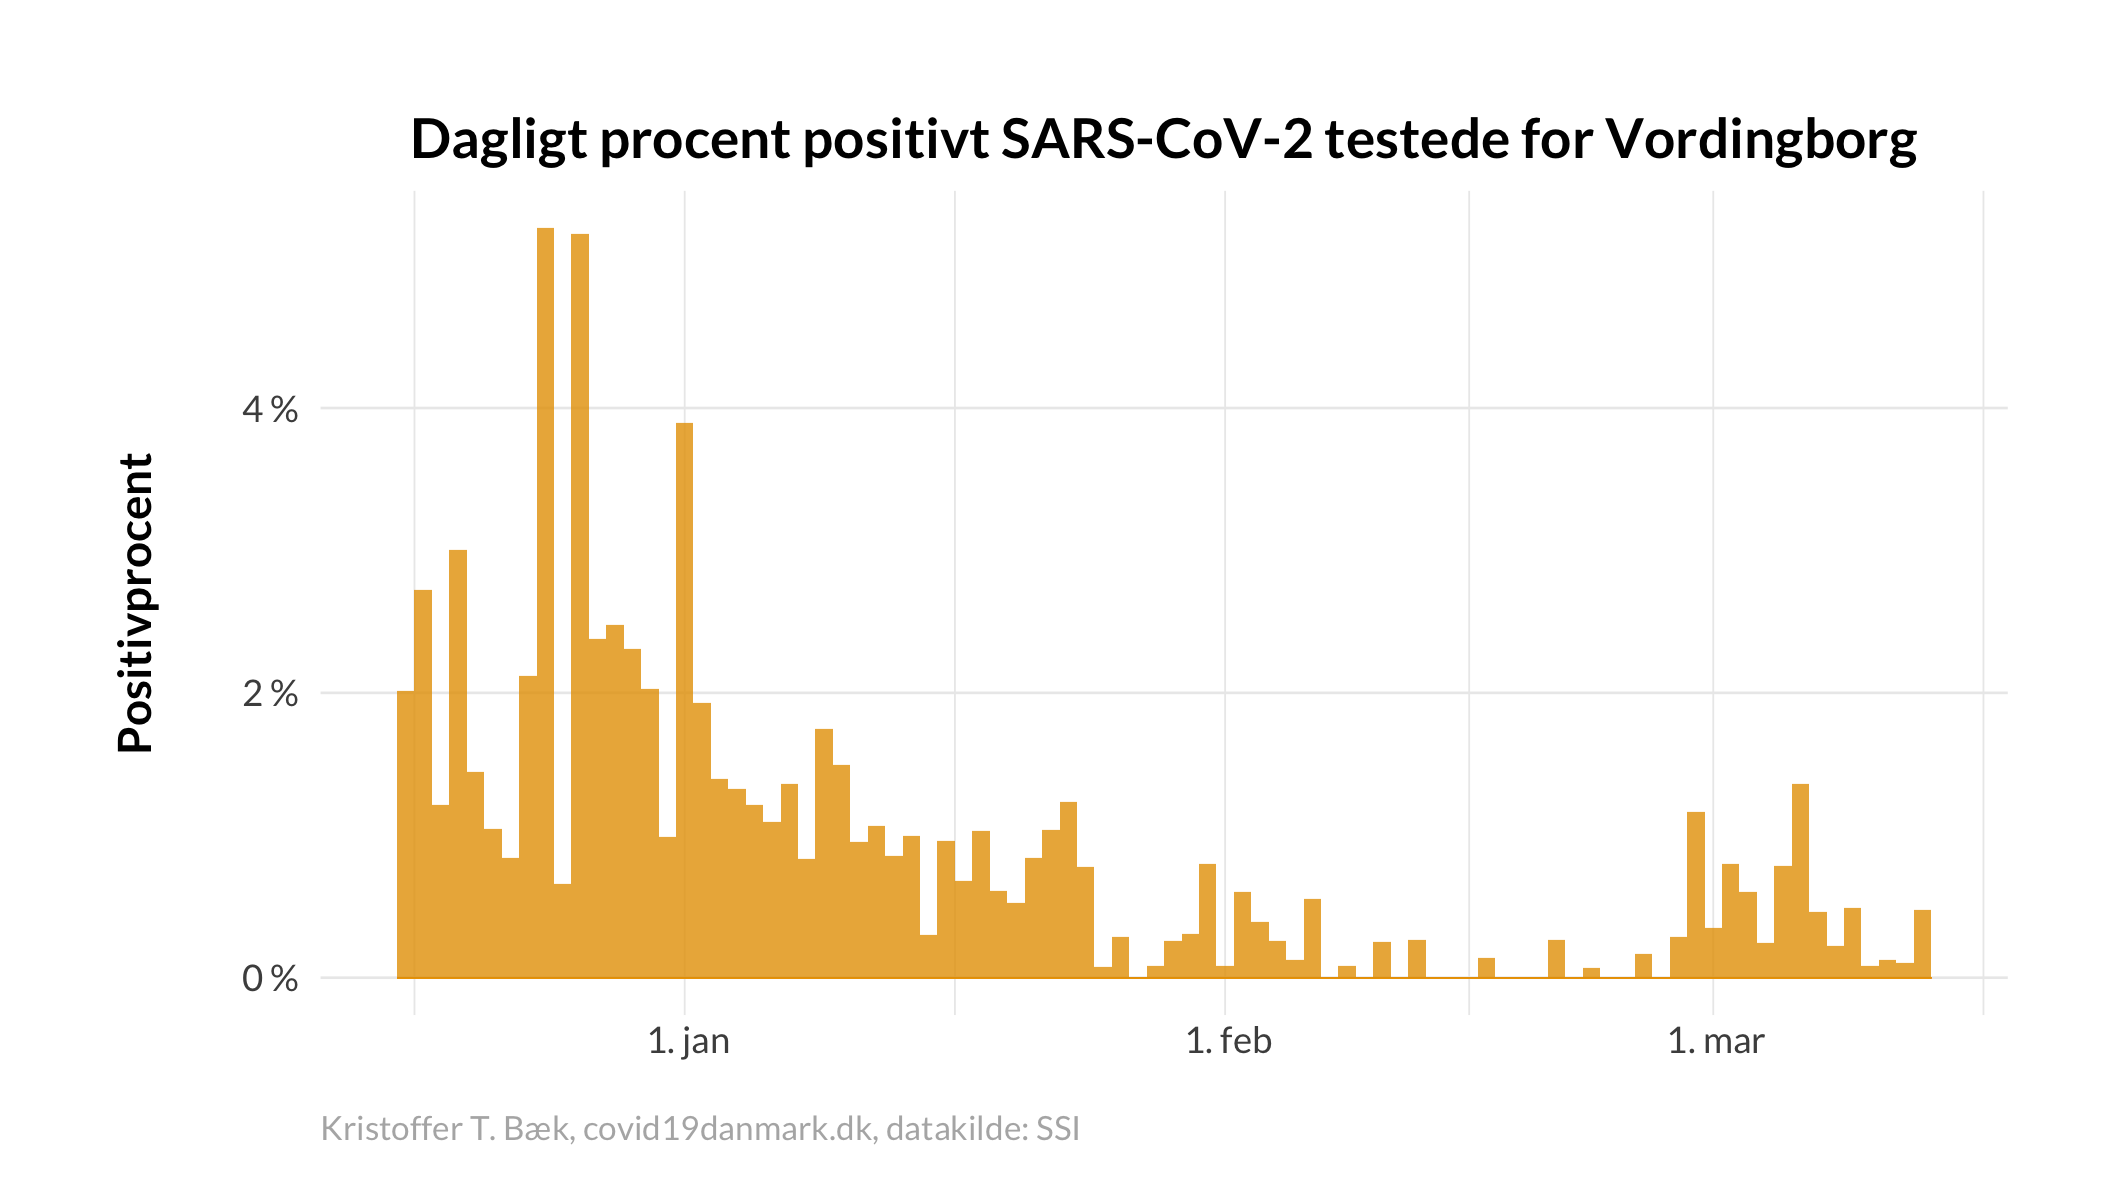 Dagligt procent positivt SARS-CoV-2 testede for Vordingborg
Positivprocent
4 %
2 %
0 %
1. jan
1. feb
1. mar
Kristoffer T. Bæk, covid19danmark.dk, datakilde: SSI